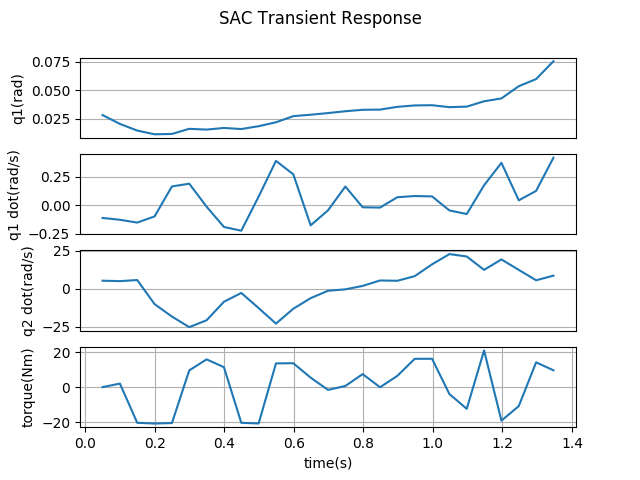 SAC Transient Response
q1(rad)
0.075
0.050
0.025
q1 dot(rad/s)
0.25
0.00
−0.25
q2 dot(rad/s)
25
0
−25
torque(Nm)
20
0
−20
0.0 0.2 0.4 0.6 0.8 1.0 1.2 1.4
time(s)